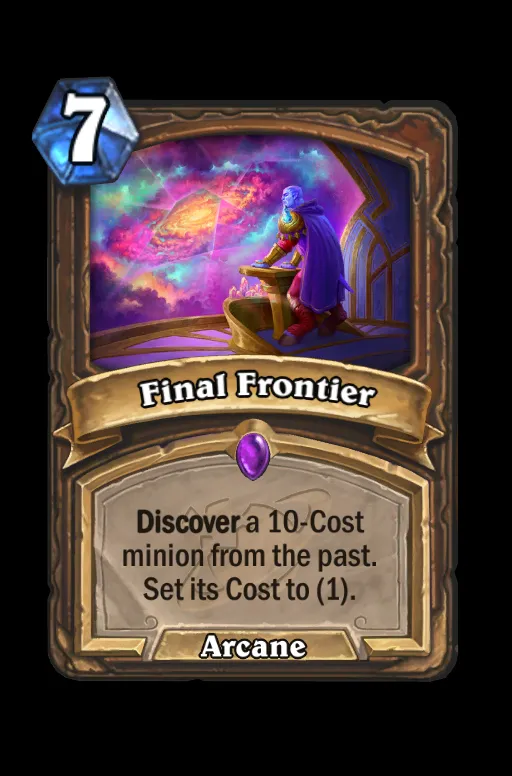 7
Final Frontier
Discover a 10-Cost
minion from the past.
Set its Cost to (1).
Arcane